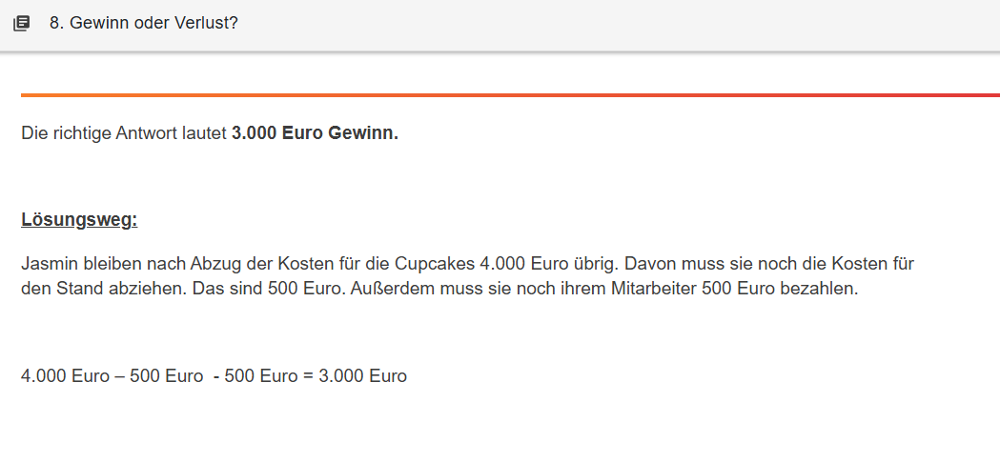 8. Gewinn oder Verlust?
Die richtige Antwort lautet 3.000 Euro Gewinn.
Lösungsweg:
Jasmin bleiben nach Abzug der Kosten für die Cupcakes 4.000 Euro übrig. Davon muss sie noch die Kosten für
den Stand abziehen. Das sind 500 Euro. Außerdem muss sie noch ihrem Mitarbeiter 500 Euro bezahlen.
4.000 Euro – 500 Euro  - 500 Euro = 3.000 Euro